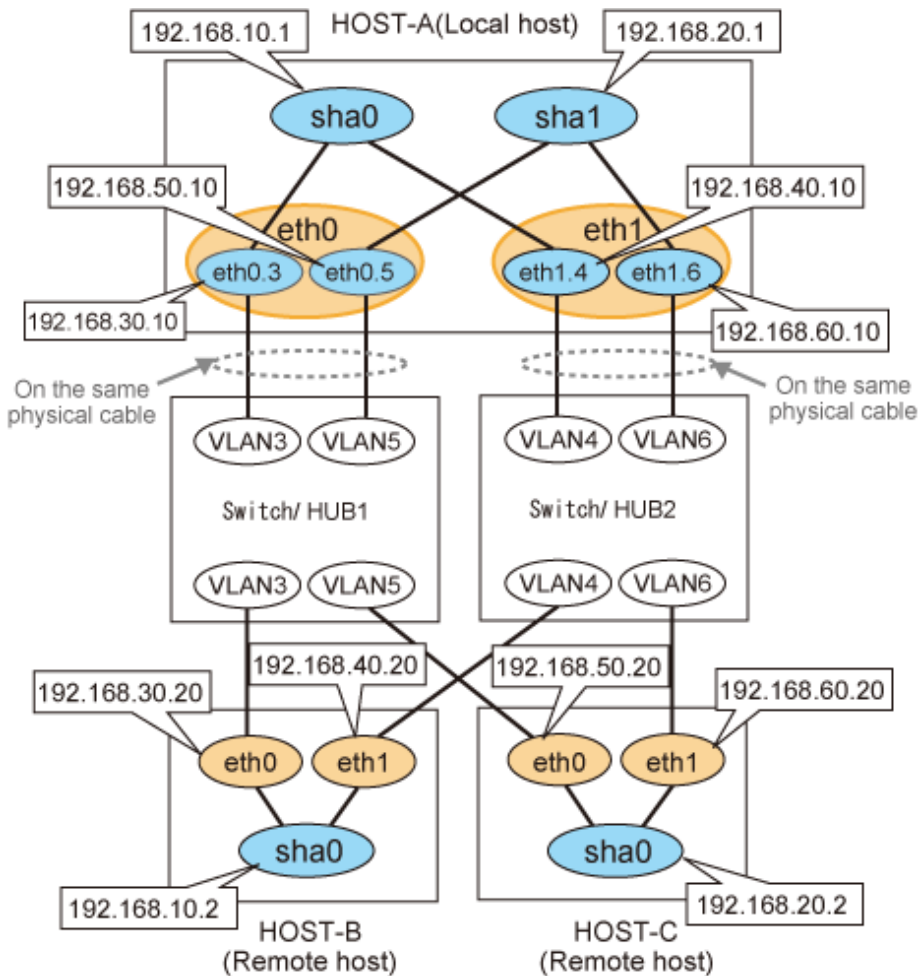 HOST-A(Local host)
192.168.10.1
192.168.20.1
sha0
sha1
192.168.50.10
192.168.40.10
eth0
eth1
eth0.3
eth0.5
eth1.4
eth1.6
192.168.30.10
192.168.60.10
On the same
physical cable
On the same
physical cable
VLAN3
VLAN5
VLAN4
VLAN6
Switch/ HUB1
Switch/ HUB2
VLAN3
VLAN5
VLAN4
VLAN6
192.168.30.20
192.168.40.20
192.168.50.20
192.168.60.20
eth0
eth1
eth0
eth1
sha0
sha0
192.168.10.2
192.168.20.2
HOST-B
(Remote host)
HOST-C
(Remote host)